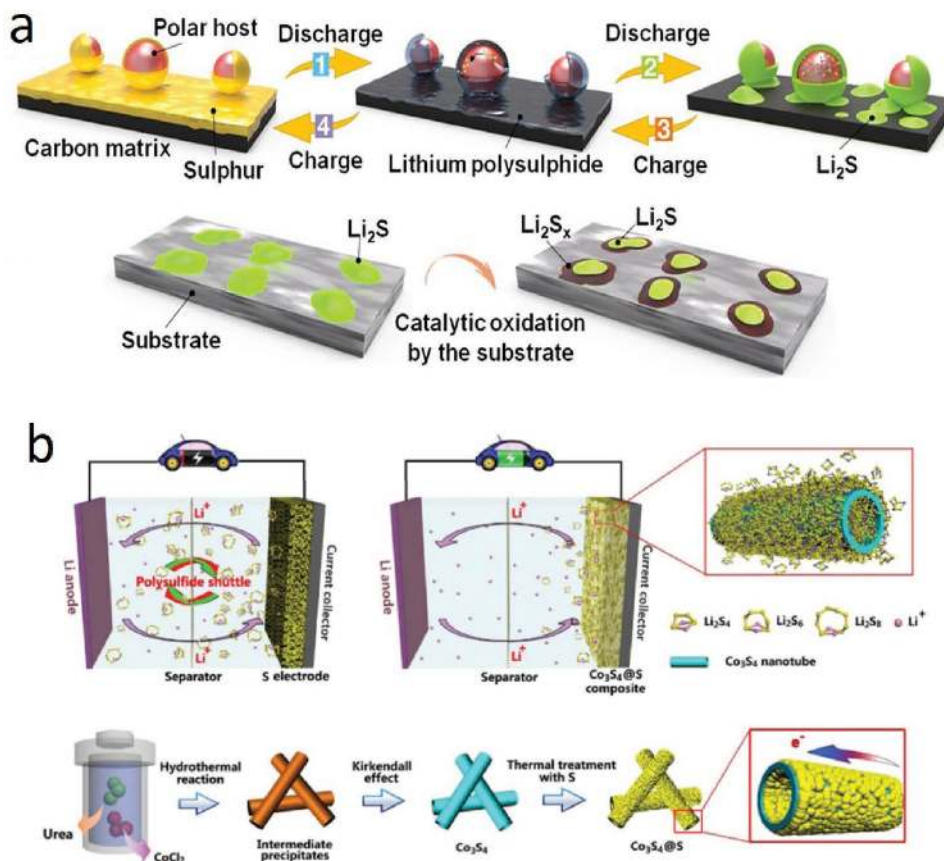 a
Polar host
Discharge
1
Discharge
2
4
3
Carbon matrix
Sulphur
Charge
Lithium polysulphide
Charge
Li₂S
Li₂S
Li₂Sₓ
Li₂S
Substrate
Catalytic oxidation
by the substrate
b
Li⁺
Li anode
Polysulfide shuttle
Current collector
Li⁺
Separator
S electrode
Li⁺
Li anode
Current collector
Li⁺
Separator
Co₃S₄@S
composite
Li₂S₄
Li₂S₆
Li₂S₈
Li⁺
Co₃S₄ nanotube
Urea
CoCl₂
Hydrothermal
reaction
Intermediate
precipitates
Kirkendall
effect
Co₃S₄
Thermal treatment
with S
Co₃S₄@S
e⁻